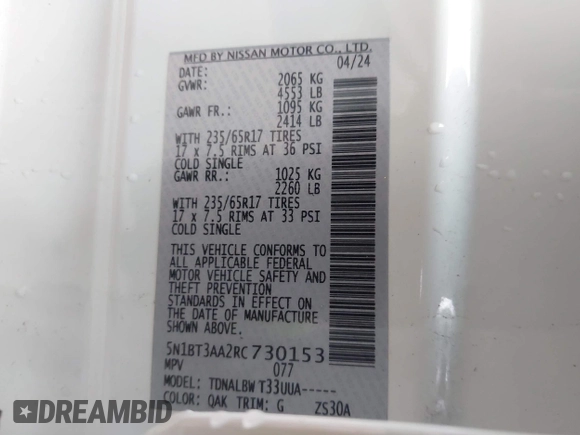 MFD BY NISSAN MOTOR CO., LTD.
DATE: 04/24
GVWR: 2065 KG
4553 LB
GAWR FR.: 1095 KG
2414 LB
WITH 235/65R17 TIRES
17 x 7.5 RIMS AT 36 PSI
COLD SINGLE
GAWR RR.: 1025 KG
2260 LB
WITH 235/65R17 TIRES
17 x 7.5 RIMS AT 33 PSI
COLD SINGLE
THIS VEHICLE CONFORMS TO
ALL APPLICABLE FEDERAL
MOTOR VEHICLE SAFETY AND
THEFT PREVENTION
STANDARDS IN EFFECT ON
THE DATE OF MANUFACTURE
SHOWN ABOVE.
5N1BT3AA2RC730153
MPV 077
MODEL: TDNALBW T33UUA-----
COLOR: QAK TRIM: G ZS30A
RIDESAFELY